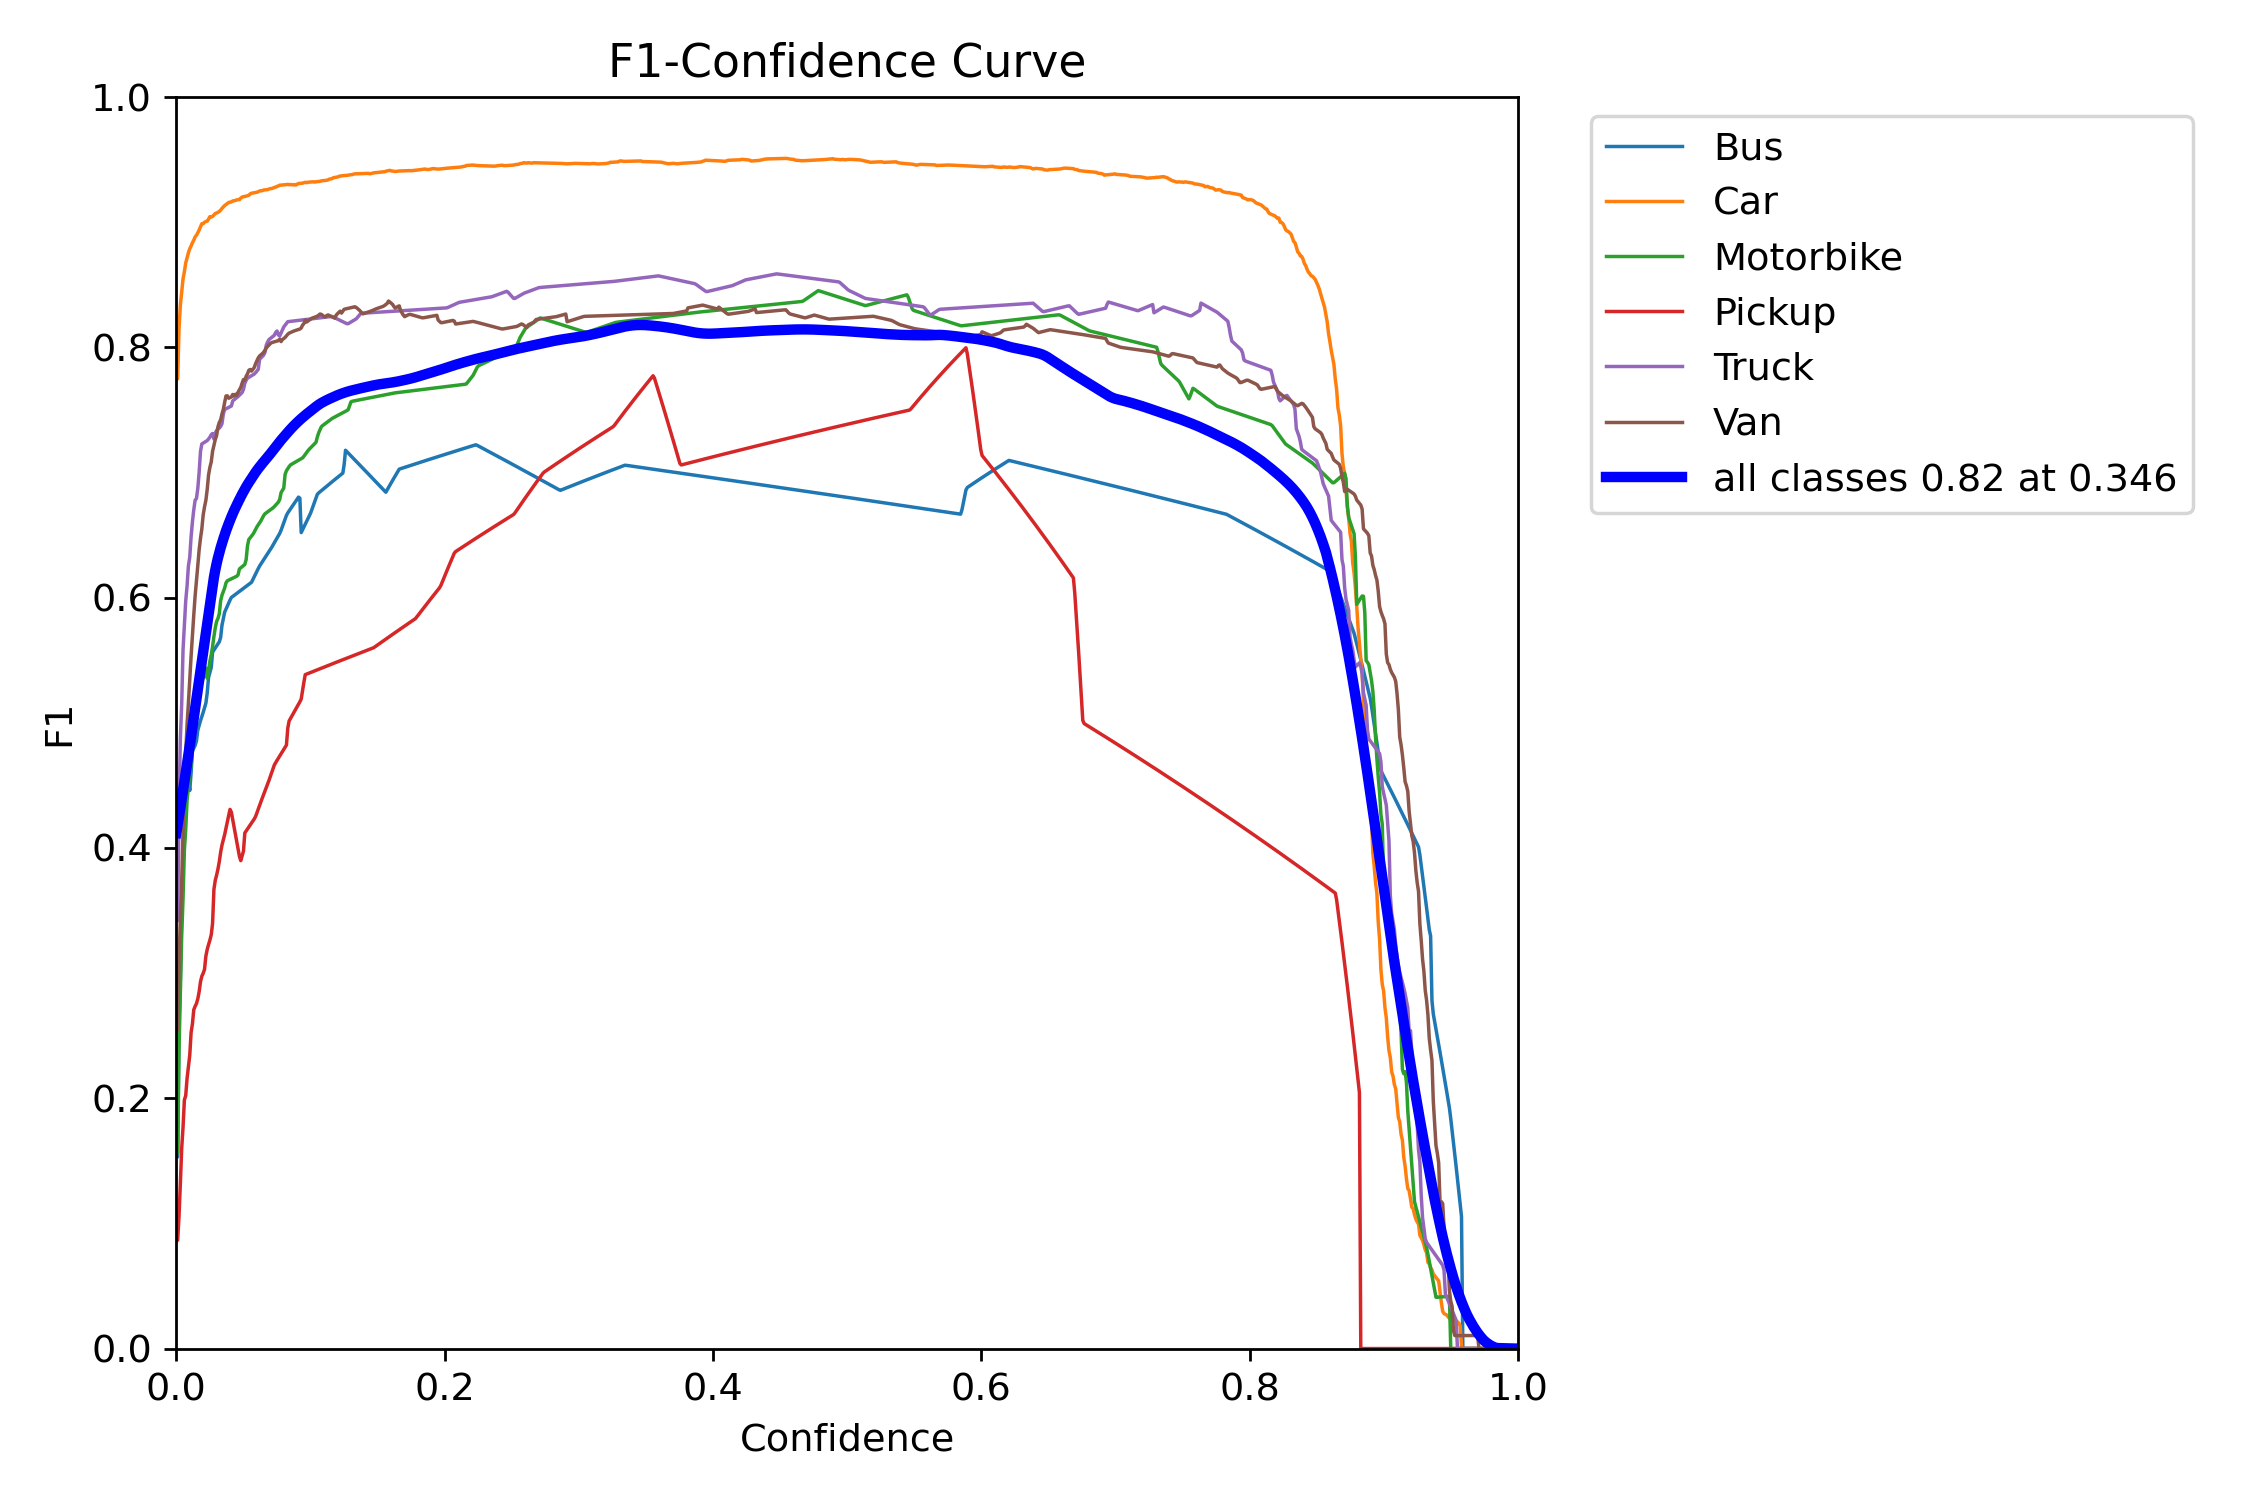 F1-Confidence Curve
1.0
0.8
0.6
0.4
0.2
0.0
F1
0.0 0.2 0.4 0.6 0.8 1.0
Confidence
Bus
Car
Motorbike
Pickup
Truck
Van
all classes 0.82 at 0.346